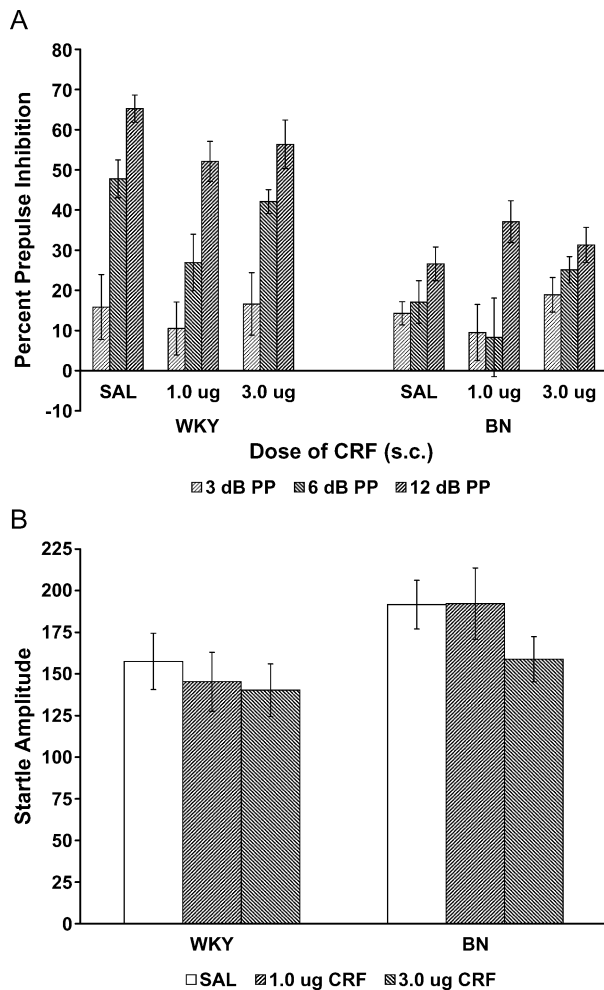 A
80
70
60
50
40
30
20
10
0
-10
Percent Prepulse Inhibition
SAL 1.0 ug 3.0 ug SAL 1.0 ug 3.0 ug
WKY BN
Dose of CRF (s.c.)
3 dB PP 6 dB PP 12 dB PP
B
225
200
175
150
125
100
75
50
25
0
Startle Amplitude
WKY BN
SAL 1.0 ug CRF 3.0 ug CRF